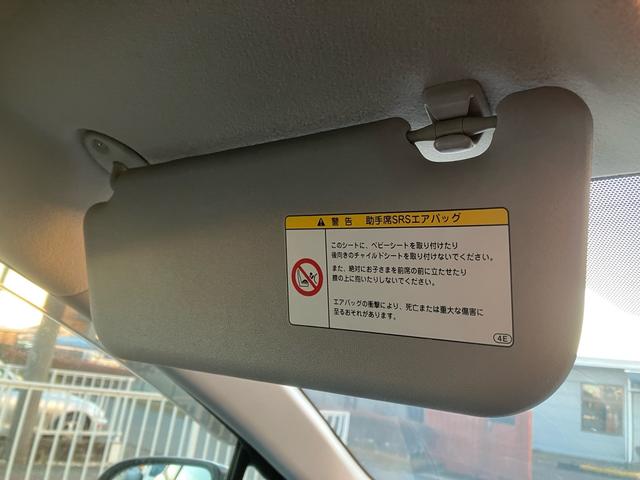 警告 助手席SRSエアバッグ
このシートに、ベビーシートを取り付けたり
後向きのチャイルドシートを取り付けないでください。
また、絶対にお子さまを前席の前に立たせたり
膝の上に抱いたりしないでください。
エアバッグの衝撃により、死亡または重大な傷害に
至るおそれがあります。
4E